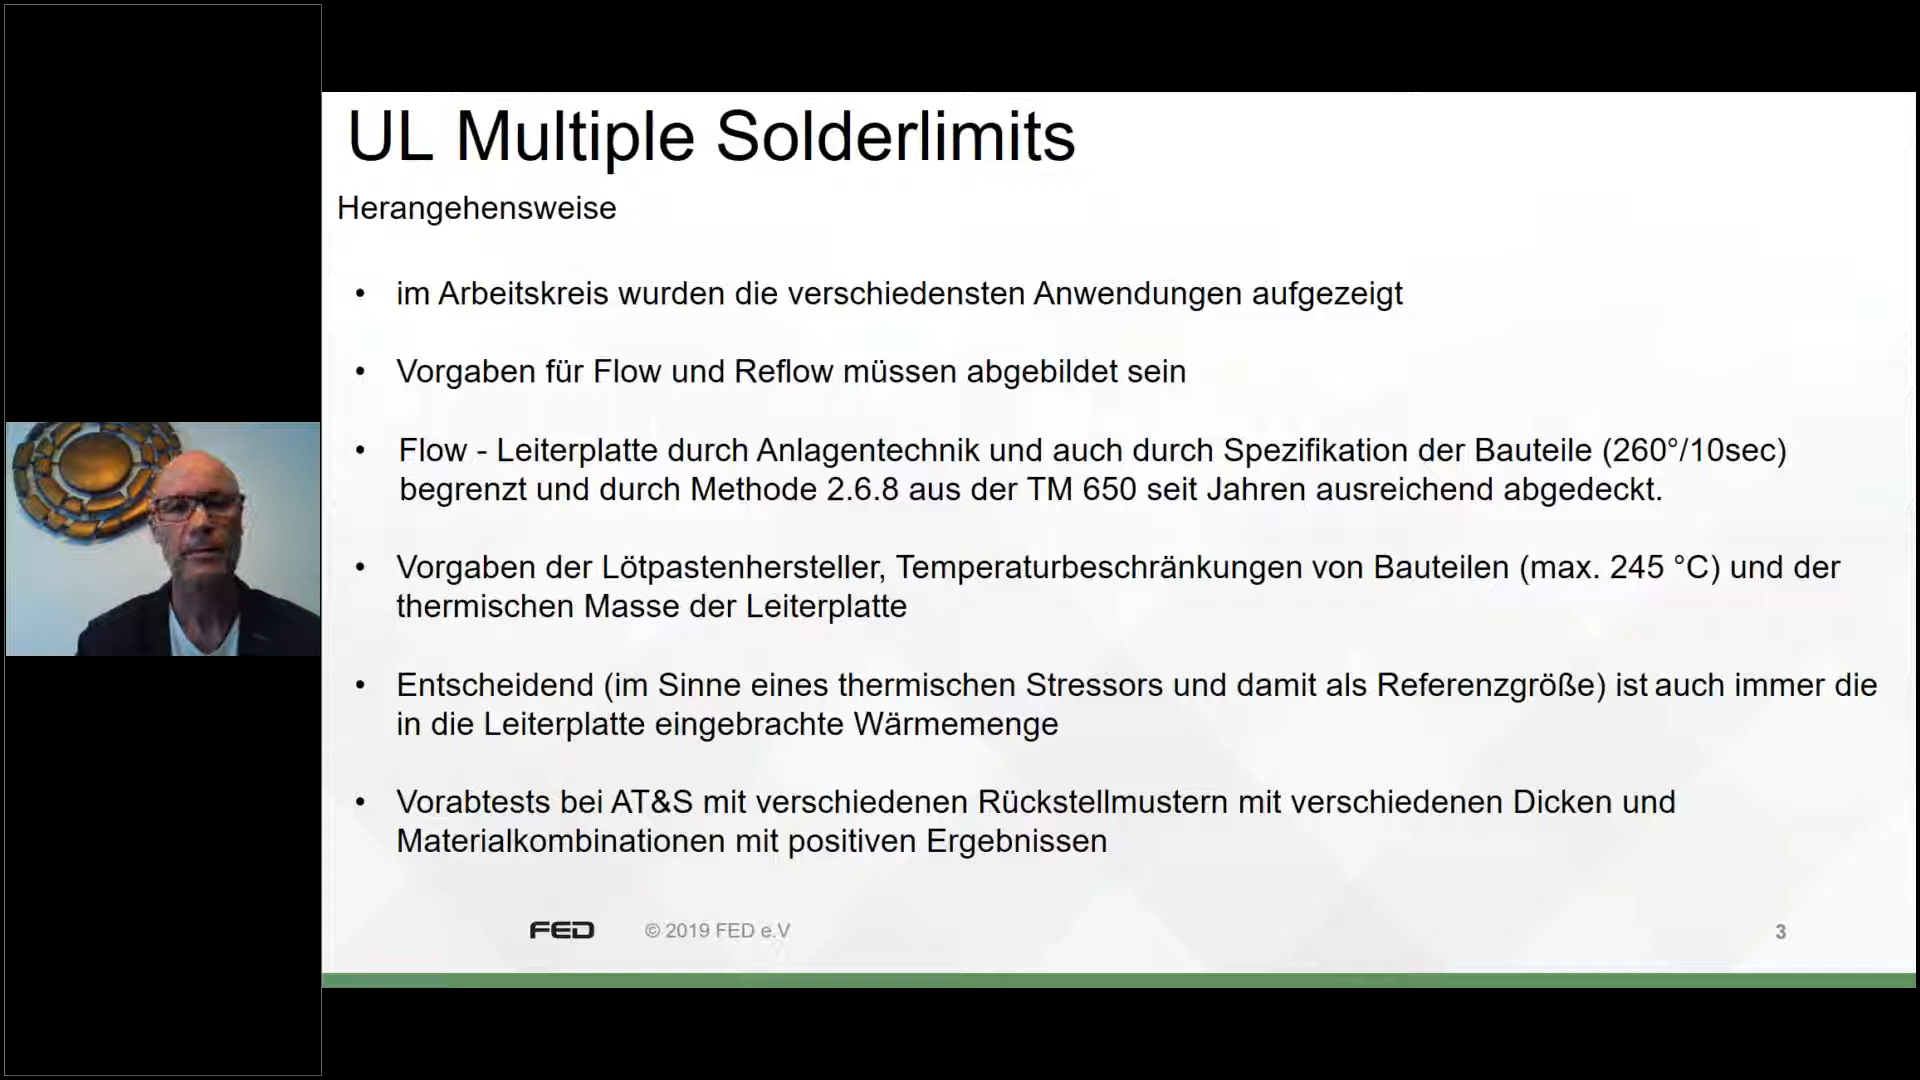 UL Multiple Solderlimits
Herangehensweise
• im Arbeitskreis wurden die verschiedensten Anwendungen aufgezeigt
• Vorgaben für Flow und Reflow müssen abgebildet sein
• Flow - Leiterplatte durch Anlagentechnik und auch durch Spezifikation der Bauteile (260°/10sec)
begrenzt und durch Methode 2.6.8 aus der TM 650 seit Jahren ausreichend abgedeckt.
• Vorgaben der Lötpastenhersteller, Temperaturbeschränkungen von Bauteilen (max. 245 °C) und der
thermischen Masse der Leiterplatte
• Entscheidend (im Sinne eines thermischen Stressors und damit als Referenzgröße) ist auch immer die
in die Leiterplatte eingebrachte Wärmemenge
• Vorabtests bei AT&S mit verschiedenen Rückstellmustern mit verschiedenen Dicken und
Materialkombinationen mit positiven Ergebnissen
FED © 2019 FED e.V 3